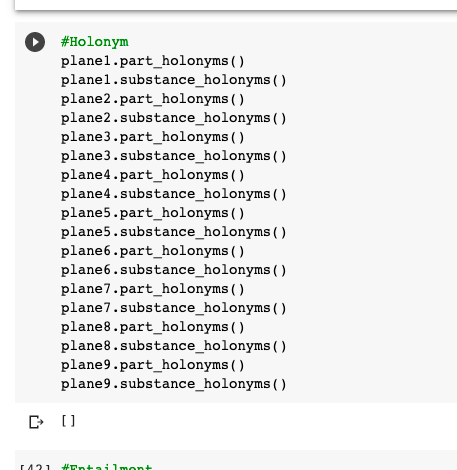 #Holonym
plane1.part_holonyms()
plane1.substance_holonyms()
plane2.part_holonyms()
plane2.substance_holonyms()
plane3.part_holonyms()
plane3.substance_holonyms()
plane4.part_holonyms()
plane4.substance_holonyms()
plane5.part_holonyms()
plane5.substance_holonyms()
plane6.part_holonyms()
plane6.substance_holonyms()
plane7.part_holonyms()
plane7.substance_holonyms()
plane8.part_holonyms()
plane8.substance_holonyms()
plane9.part_holonyms()
plane9.substance_holonyms()
[]
[42] #Entailment